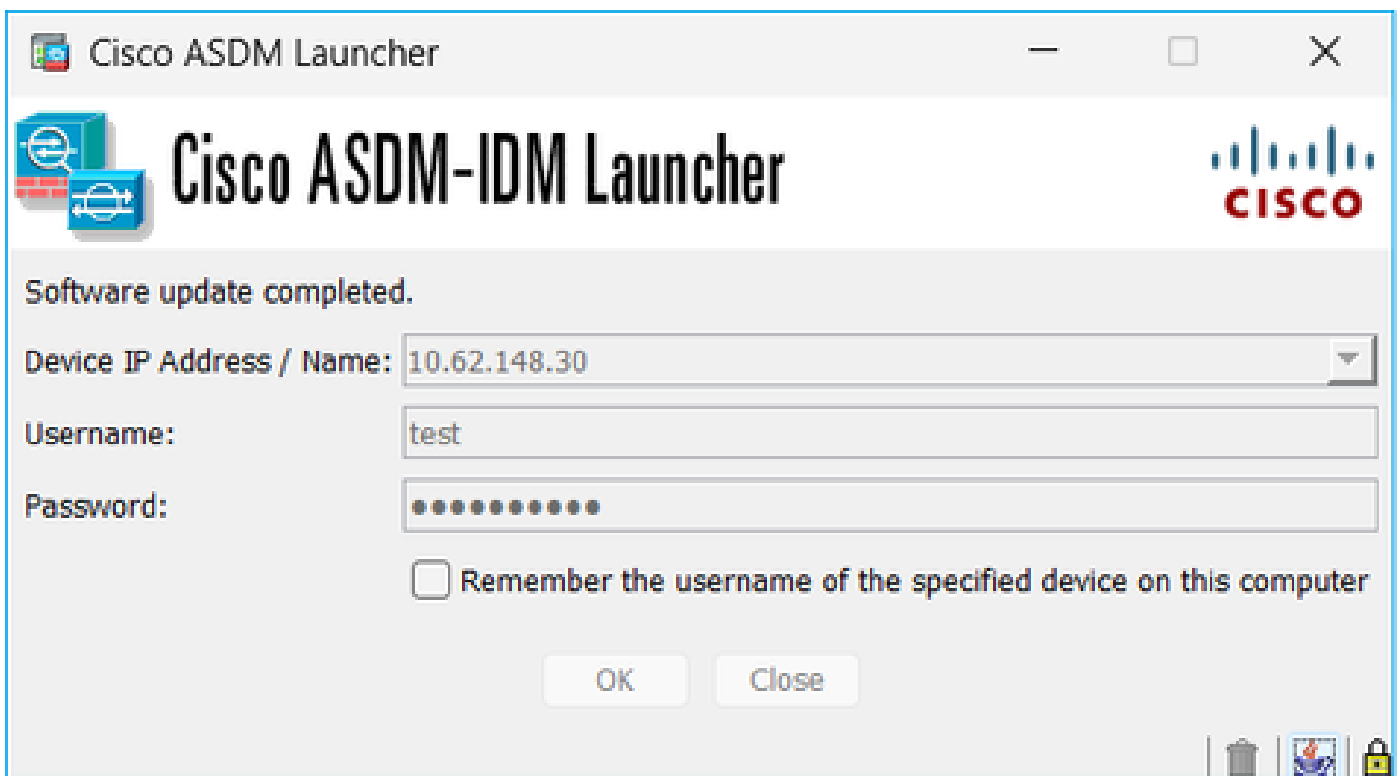 Cisco ASDM Launcher
Cisco ASDM-IDM Launcher
CISCO
Software update completed.
Device IP Address / Name: 10.62.148.30
Username: test
Password: ●●●●●●●●●●
Remember the username of the specified device on this computer
OK Close